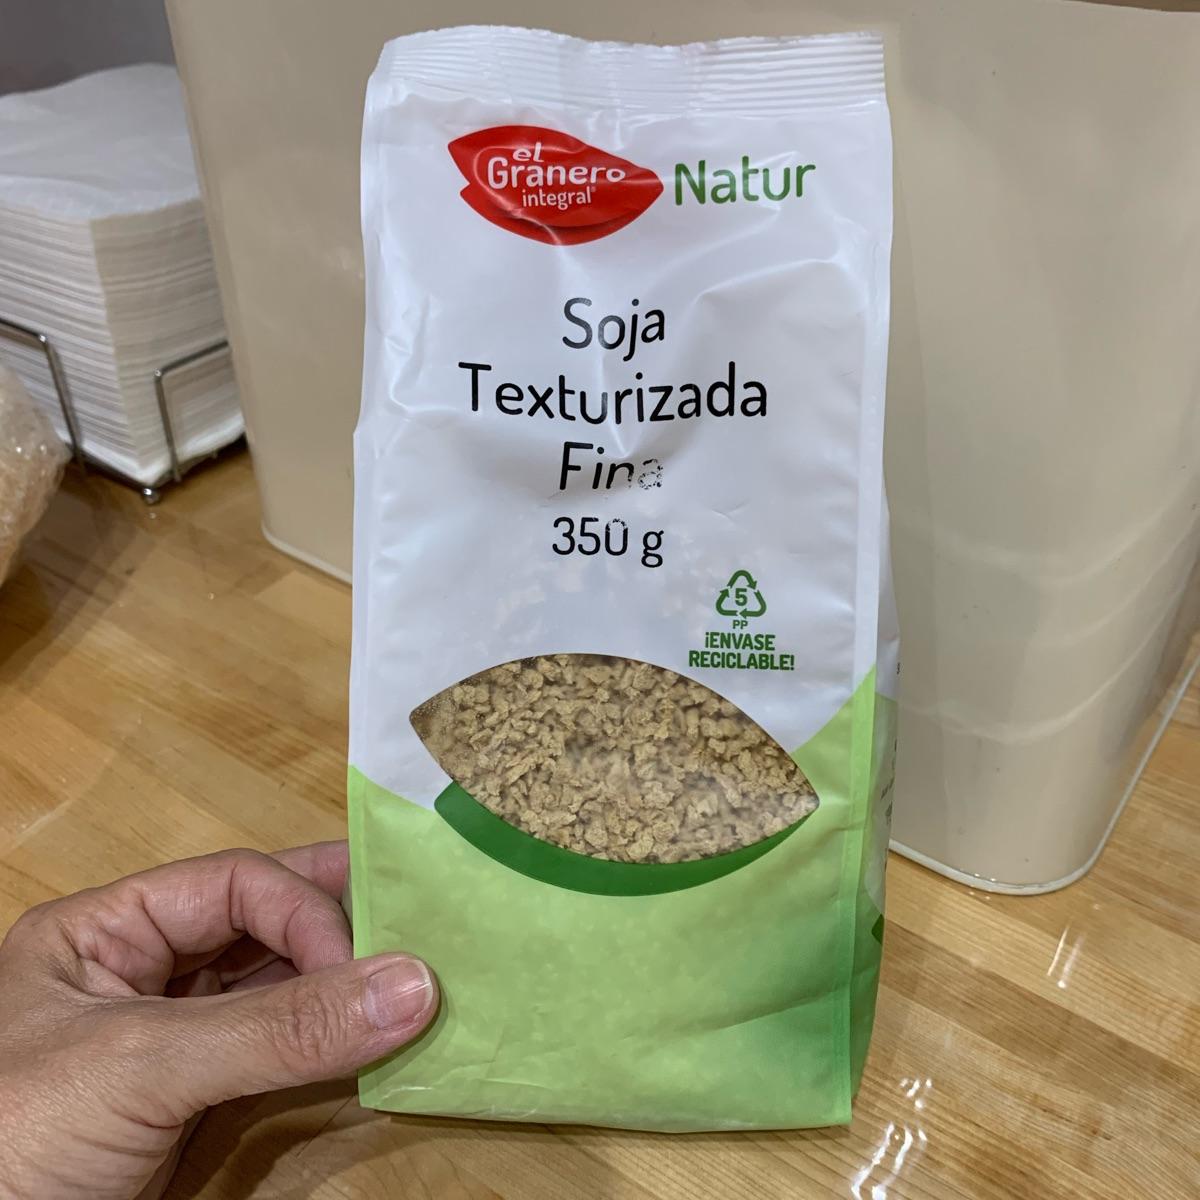 el
Granero
integral®
Natur
Soja
Texturizada
Fina
350 g
5
PP
¡ENVASE
RECICLABLE!